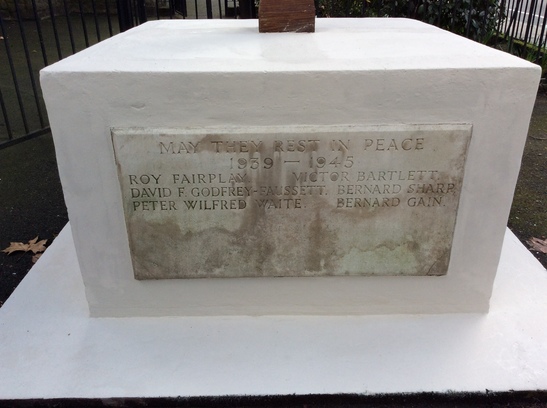 MAY THEY REST IN PEACE
1939 — 1945
ROY FAIRPLAY. VICTOR BARTLETT.
DAVID F. GODFREY-FAUSSETT. BERNARD SHARP.
PETER WILFRED WAITE. BERNARD GAIN.